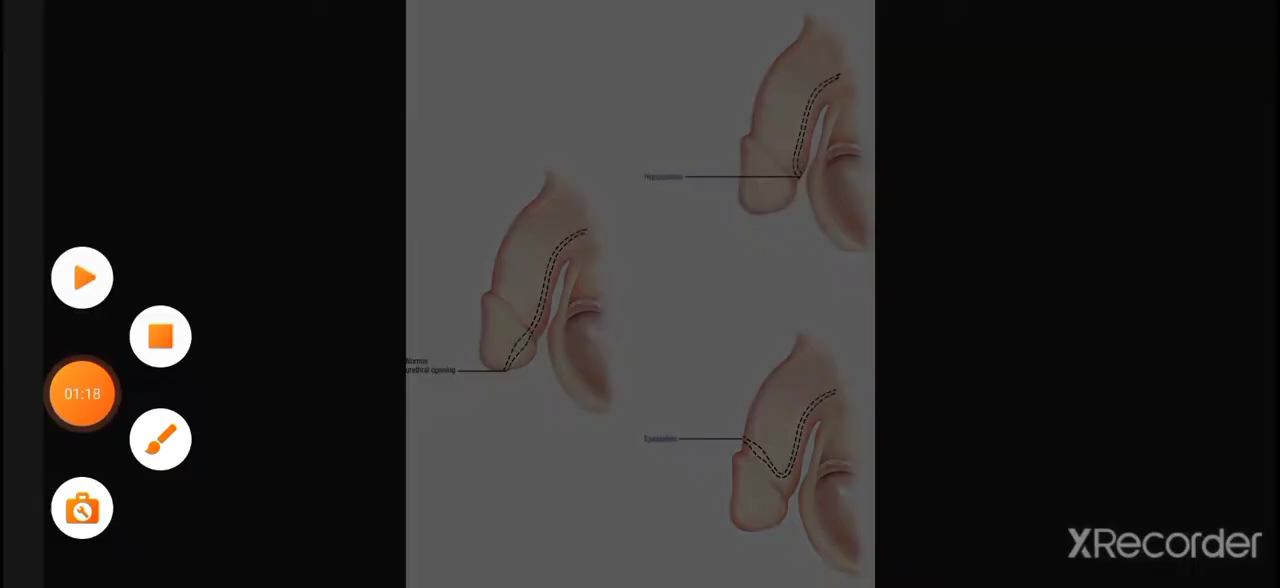 Hypospadias
Normal
urethral opening
Epispadias
01:18
XRecorder